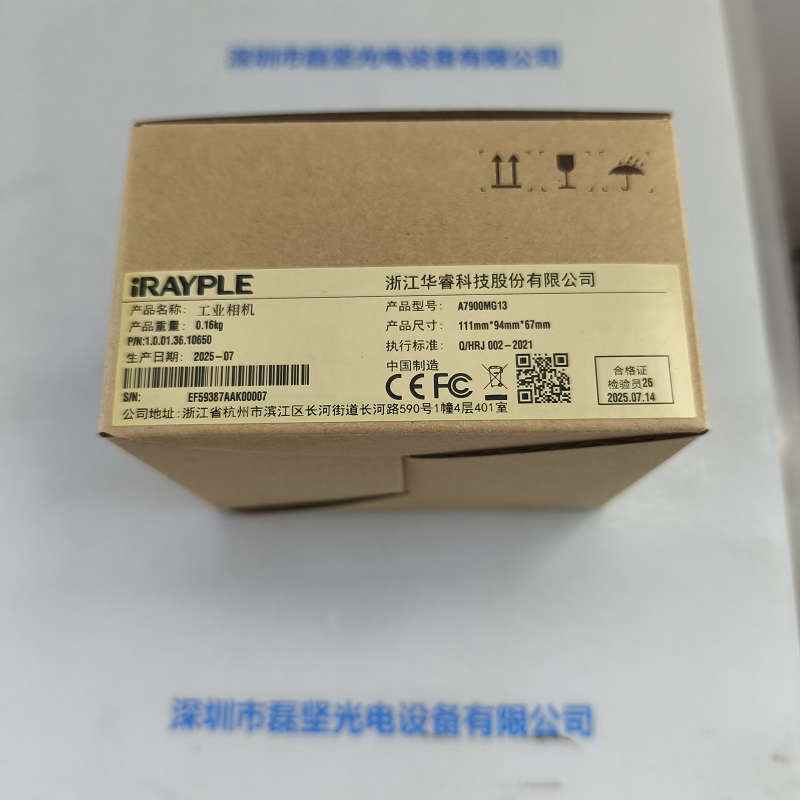 深圳市磊坚光电设备有限公司
iRAYPLE
浙江华睿科技股份有限公司
产品名称: 工业相机
产品型号: A7900MG13
产品重量: 0.16kg
产品尺寸: 111mm*94mm*67mm
P/N:1.0.01.36.10650
执行标准: Q/HRJ 002-2021
生产日期: 2025-07
中国制造
CE FC
合格证
检验员26
2025.07.14
S/N: EF59387AAK00007
公司地址:浙江省杭州市滨江区长河街道长河路590号1幢4层401室
深圳市磊坚光电设备有限公司